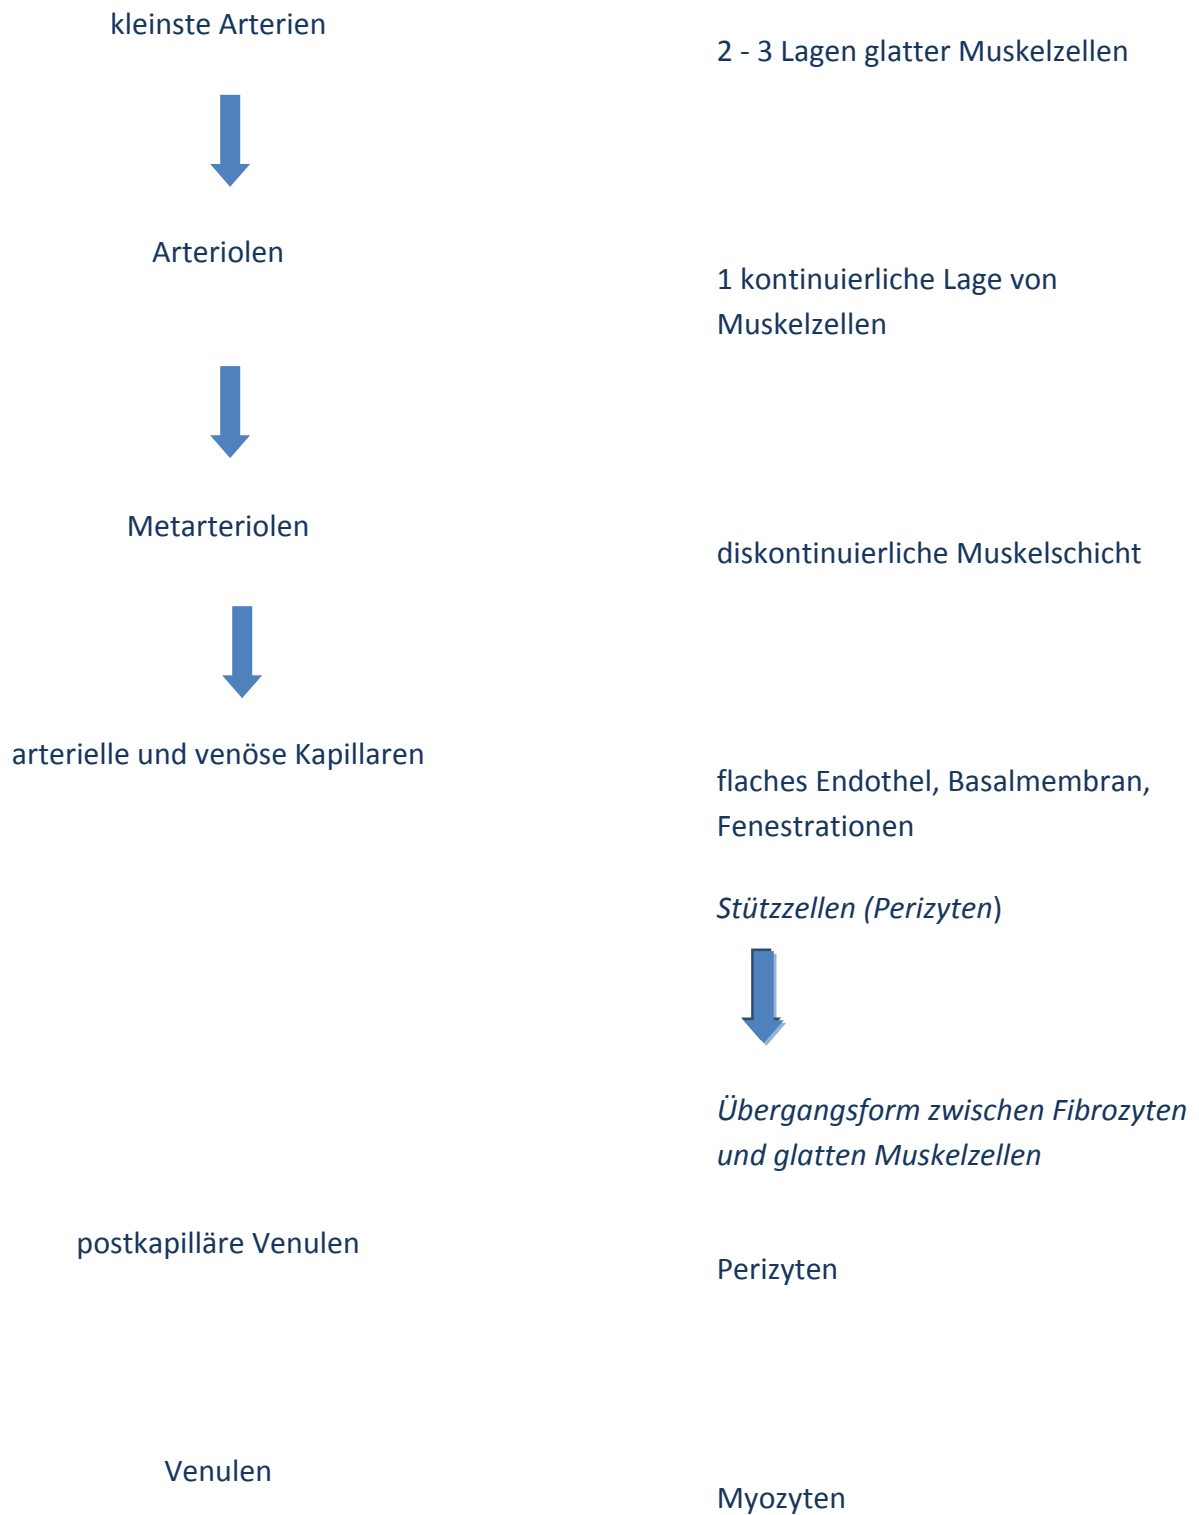 kleinste Arterien
2 - 3 Lagen glatter Muskelzellen
Arteriolen
1 kontinuierliche Lage von
Muskelzellen
Metarteriolen
diskontinuierliche Muskelschicht
arterielle und venöse Kapillaren
flaches Endothel, Basalmembran,
Fenestrationen
Stützzellen (Perizyten)
Übergangsform zwischen Fibrozyten
und glatten Muskelzellen
postkapilläre Venulen
Perizyten
Venulen
Myozyten